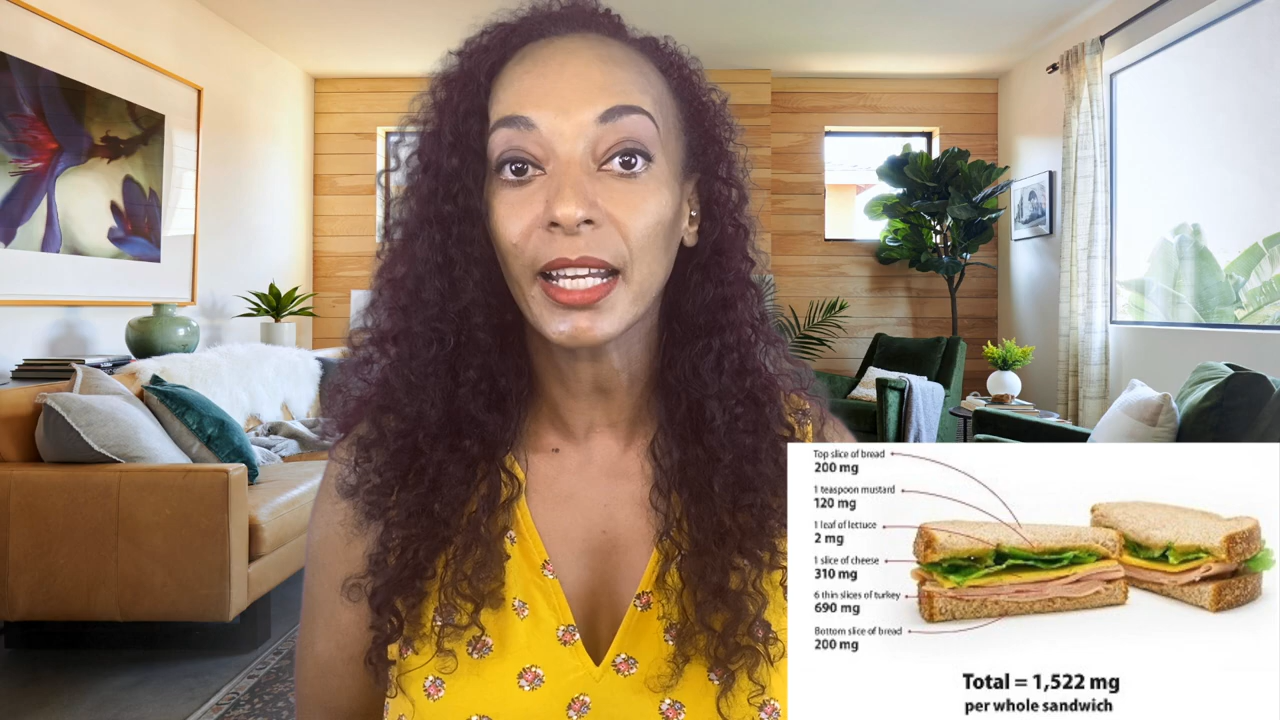 Top slice of bread
200 mg
1 teaspoon mustard
120 mg
1 leaf of lettuce
2 mg
1 slice of cheese
310 mg
6 thin slices of turkey
690 mg
Bottom slice of bread
200 mg
Total = 1,522 mg
per whole sandwich